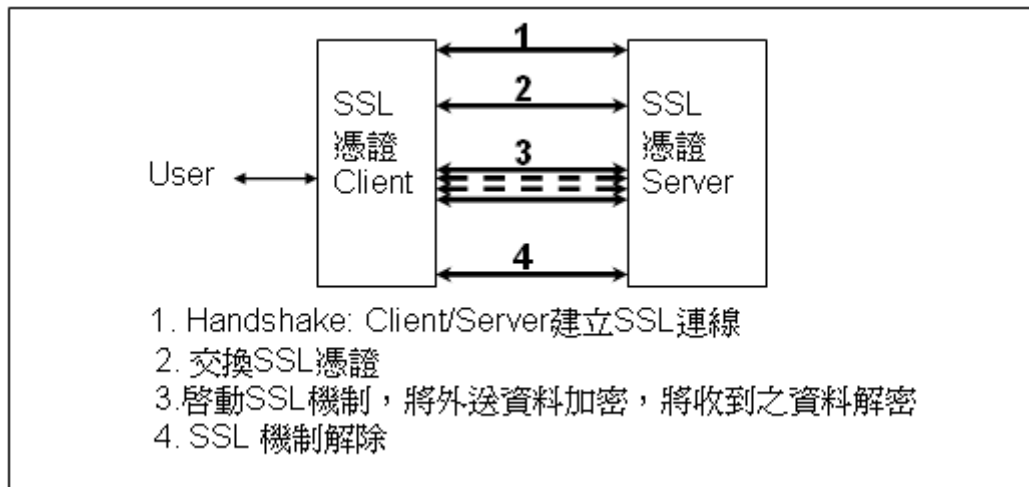 1
2
3
4
User
SSL
憑證
Client
SSL
憑證
Server
1. Handshake: Client/Server建立SSL連線
2. 交換SSL憑證
3.啓動SSL機制，將外送資料加密，將收到之資料解密
4. SSL 機制解除